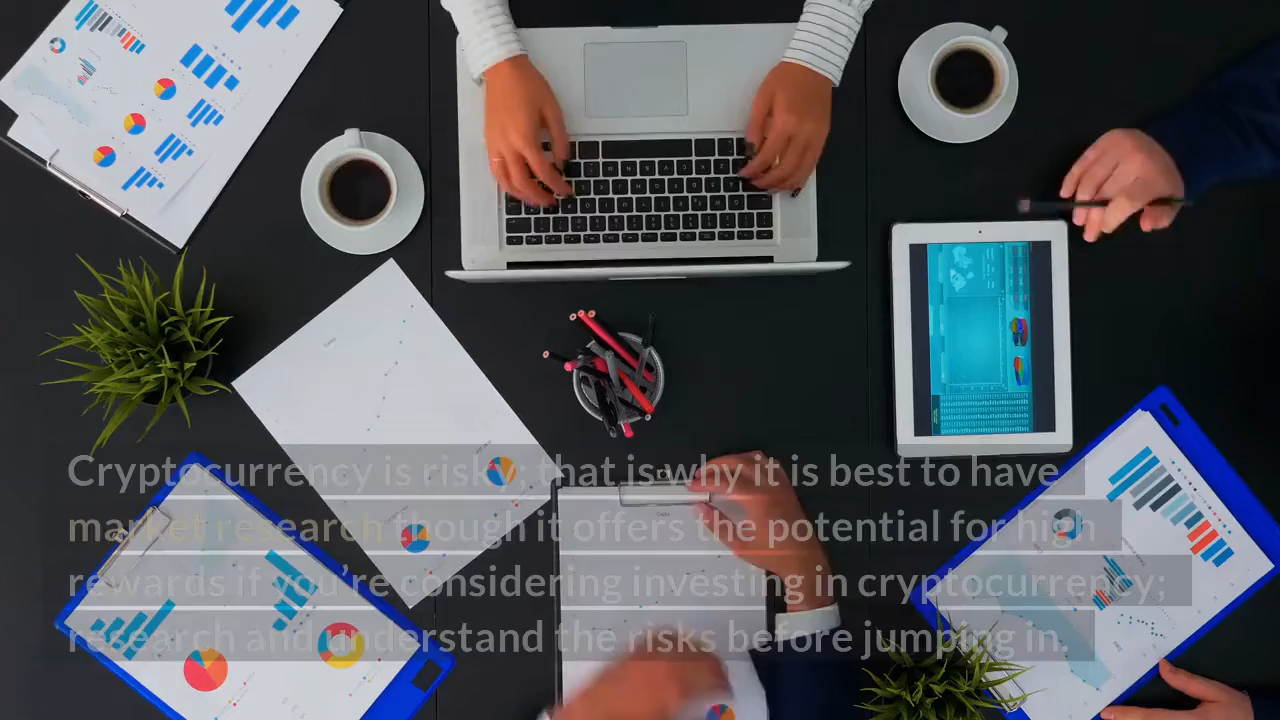 Cryptocurrency is risky; that is why it is best to have
market research though it offers the potential for high
rewards if you’re considering investing in cryptocurrency;
research and understand the risks before jumping in.